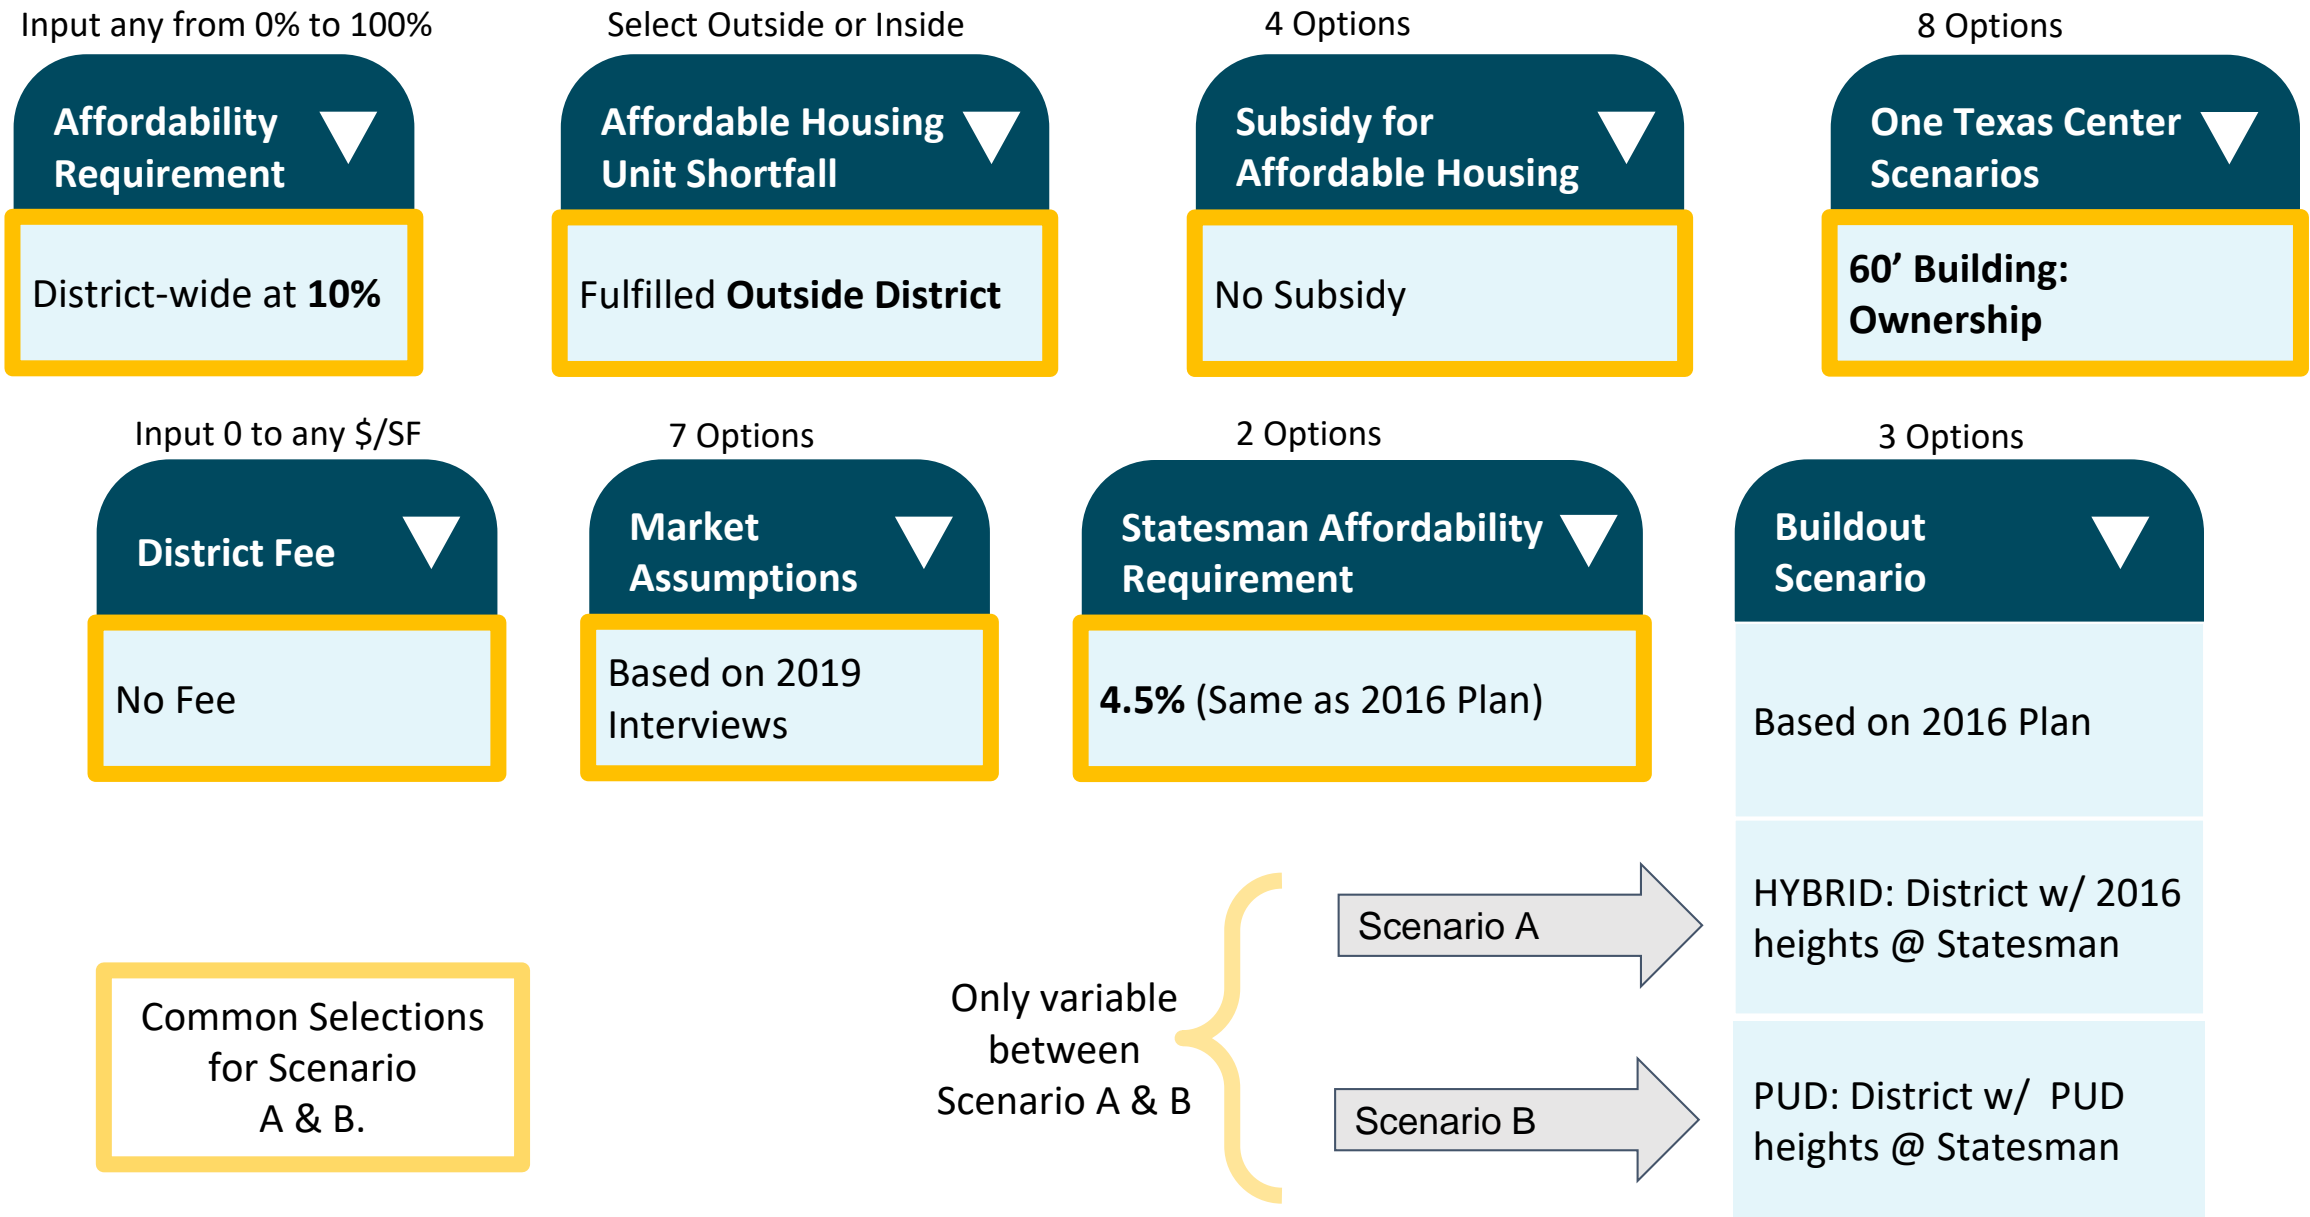 Input any from 0% to 100%
Affordability
Requirement
District-wide at 10%
Select Outside or Inside
Affordable Housing
Unit Shortfall
Fulfilled Outside District
4 Options
Subsidy for
Affordable Housing
No Subsidy
8 Options
One Texas Center
Scenarios
60’ Building:
Ownership
Input 0 to any $/SF
District Fee
No Fee
7 Options
Market
Assumptions
Based on 2019
Interviews
2 Options
Statesman Affordability
Requirement
4.5% (Same as 2016 Plan)
3 Options
Buildout
Scenario
Based on 2016 Plan
HYBRID: District w/ 2016
heights @ Statesman
PUD: District w/ PUD
heights @ Statesman
Common Selections
for Scenario
A & B.
Only variable
between
Scenario A & B
Scenario A
Scenario B